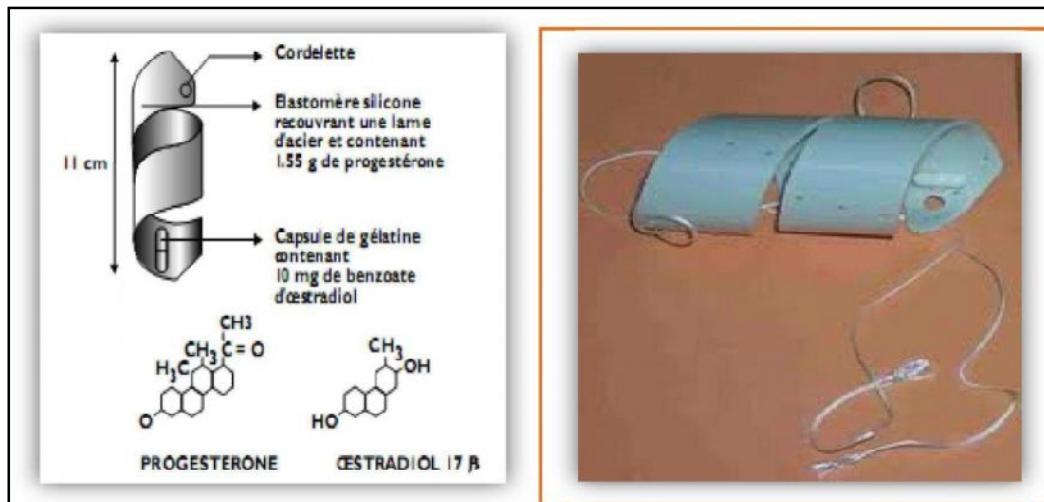 Cordelette
Elastomère silicone
recouvrant une lame
d'acier et contenant
1.55 g de progestérone
11 cm
Capsule de gélatine
contenant
10 mg de benzoate
d'œstradiol
CH3
CH3 C = O
H3C
O
CH3
OH
HO
PROGESTERONE
ŒSTRADIOL 17 β